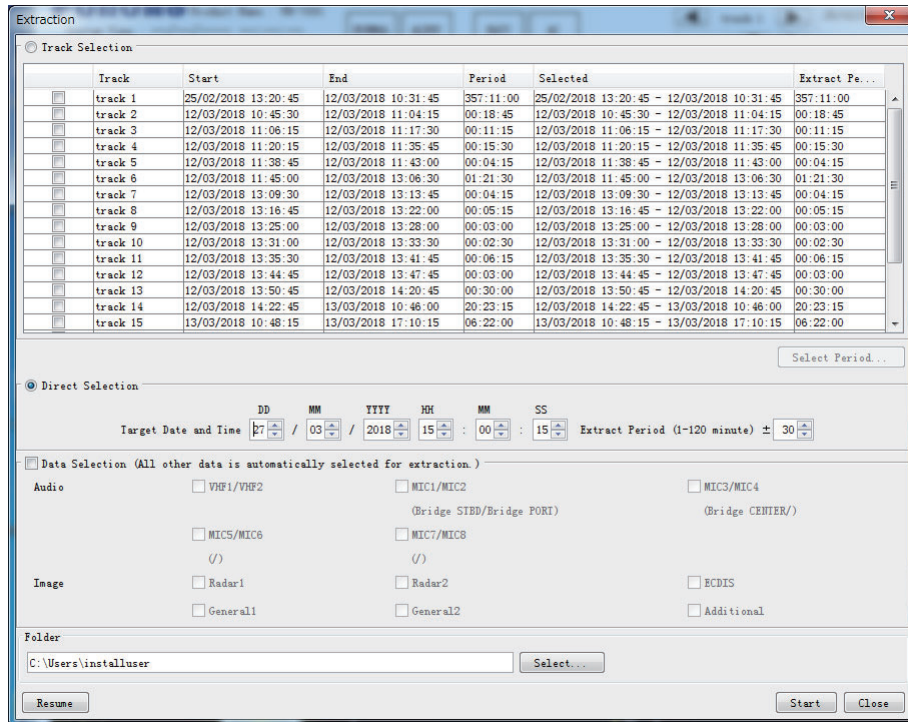 Extraction
Track Selection
Track Start End Period Selected Extract Pe...
track 1 25/02/2018 13:20:45 12/03/2018 10:31:45 357:11:00 25/02/2018 13:20:45 - 12/03/2018 10:31:45 357:11:00
track 2 12/03/2018 10:45:30 12/03/2018 11:04:15 00:18:45 12/03/2018 10:45:30 - 12/03/2018 11:04:15 00:18:45
track 3 12/03/2018 11:06:15 12/03/2018 11:17:30 00:11:15 12/03/2018 11:06:15 - 12/03/2018 11:17:30 00:11:15
track 4 12/03/2018 11:20:15 12/03/2018 11:35:45 00:15:30 12/03/2018 11:20:15 - 12/03/2018 11:35:45 00:15:30
track 5 12/03/2018 11:38:45 12/03/2018 11:43:00 00:04:15 12/03/2018 11:38:45 - 12/03/2018 11:43:00 00:04:15
track 6 12/03/2018 11:45:00 12/03/2018 13:06:30 01:21:30 12/03/2018 11:45:00 - 12/03/2018 13:06:30 01:21:30
track 7 12/03/2018 13:09:30 12/03/2018 13:13:45 00:04:15 12/03/2018 13:09:30 - 12/03/2018 13:13:45 00:04:15
track 8 12/03/2018 13:16:45 12/03/2018 13:22:00 00:05:15 12/03/2018 13:16:45 - 12/03/2018 13:22:00 00:05:15
track 9 12/03/2018 13:25:00 12/03/2018 13:28:00 00:03:00 12/03/2018 13:25:00 - 12/03/2018 13:28:00 00:03:00
track 10 12/03/2018 13:31:00 12/03/2018 13:33:30 00:02:30 12/03/2018 13:31:00 - 12/03/2018 13:33:30 00:02:30
track 11 12/03/2018 13:35:30 12/03/2018 13:41:45 00:06:15 12/03/2018 13:35:30 - 12/03/2018 13:41:45 00:06:15
track 12 12/03/2018 13:44:45 12/03/2018 13:47:45 00:03:00 12/03/2018 13:44:45 - 12/03/2018 13:47:45 00:03:00
track 13 12/03/2018 13:50:45 12/03/2018 14:20:45 00:30:00 12/03/2018 13:50:45 - 12/03/2018 14:20:45 00:30:00
track 14 12/03/2018 14:22:45 13/03/2018 10:46:00 20:23:15 12/03/2018 14:22:45 - 13/03/2018 10:46:00 20:23:15
track 15 13/03/2018 10:48:15 13/03/2018 17:10:15 06:22:00 13/03/2018 10:48:15 - 13/03/2018 17:10:15 06:22:00
Select Period...
Direct Selection
DD MM YYYY HH MM SS
Target Date and Time 27 / 03 / 2018 15 : 00 : 15 Extract Period (1-120 minute) ± 30
Data Selection (All other data is automatically selected for extraction.)
Audio VHF1/VHF2 MIC1/MIC2 MIC3/MIC4
(Bridge STBD/Bridge PORT) (Bridge CENTER/)
MIC5/MIC6 MIC7/MIC8
(/) (/)
Image Radar1 Radar2 ECDIS
General1 General2 Additional
Folder
C:\Users\installuser Select...
Resume Start Close